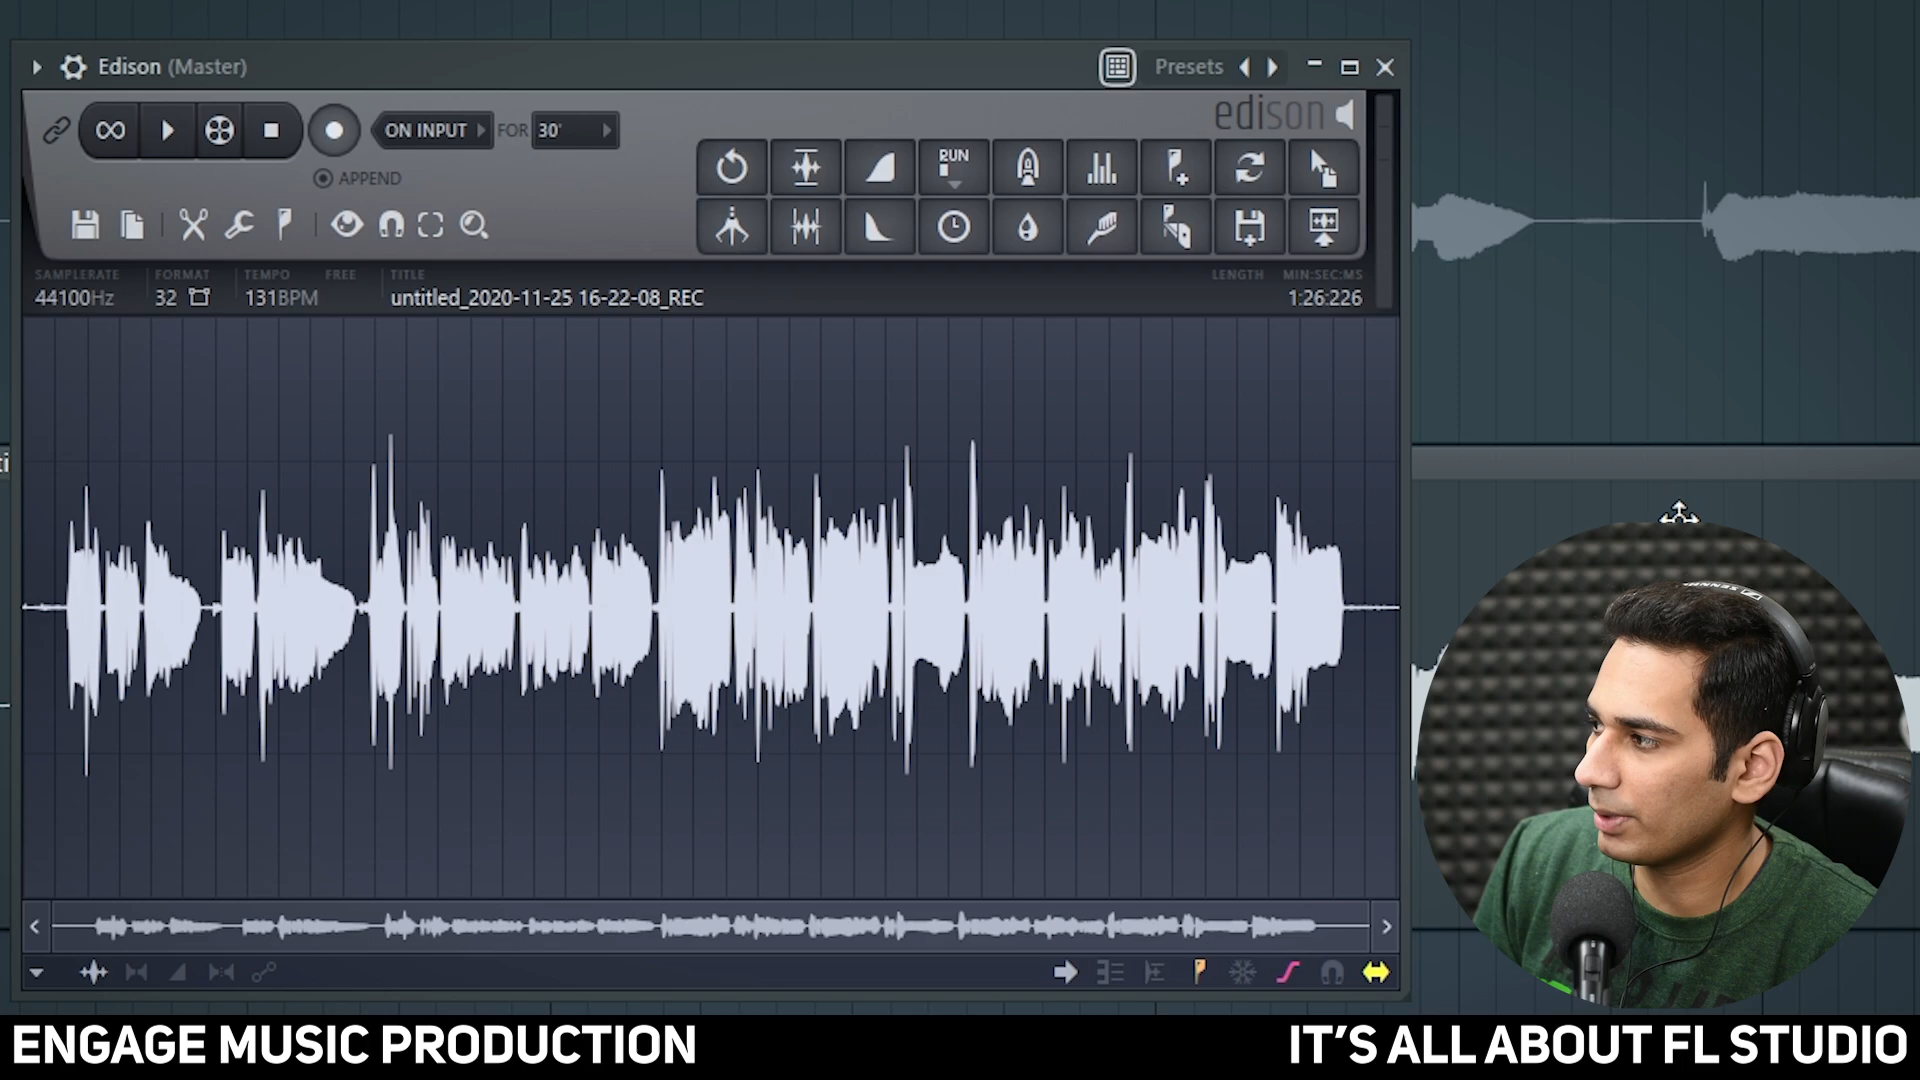 Edison (Master)
Presets
edison
ON INPUT
FOR
30'
APPEND
RUN
SAMPLERATE
FORMAT
TEMPO
FREE
TITLE
LENGTH
MIN:SEC:MS
44100Hz
32
131BPM
untitled_2020-11-25 16-22-08_REC
1:26:226
ENGAGE MUSIC PRODUCTION
IT'S ALL ABOUT FL STUDIO